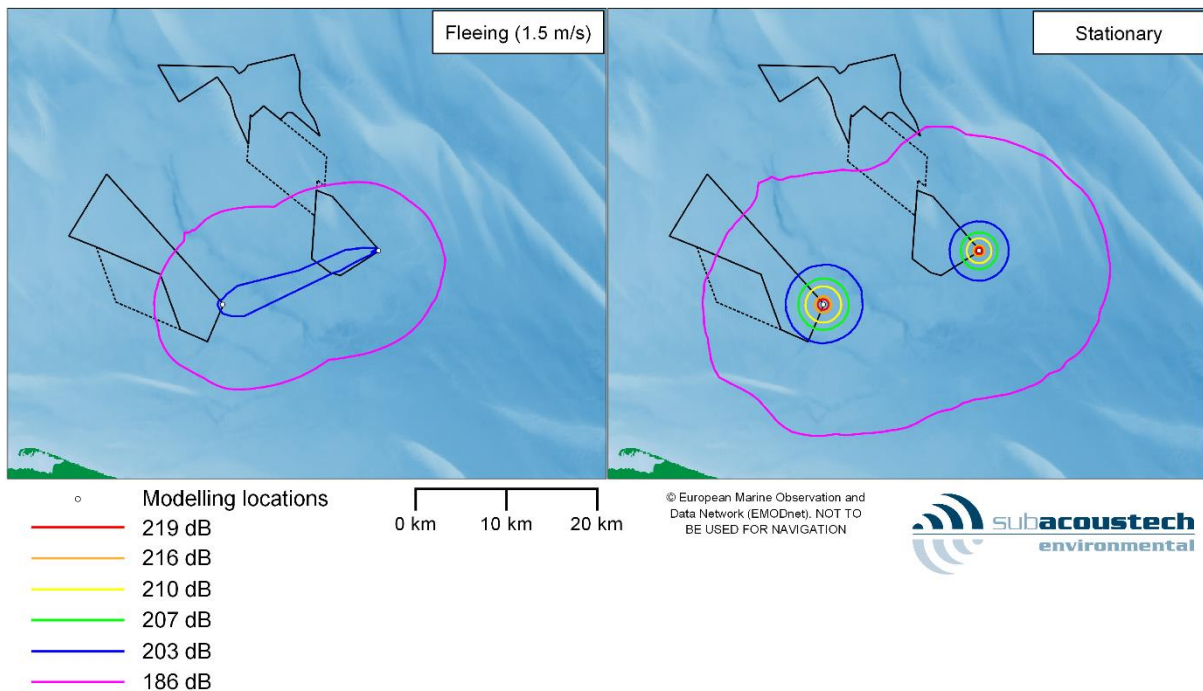 Fleeing (1.5 m/s)
Stationary
Modelling locations
219 dB
216 dB
210 dB
207 dB
203 dB
186 dB
0 km 10 km 20 km
© European Marine Observation and
Data Network (EMODnet). NOT TO
BE USED FOR NAVIGATION
subacoustech
environmental